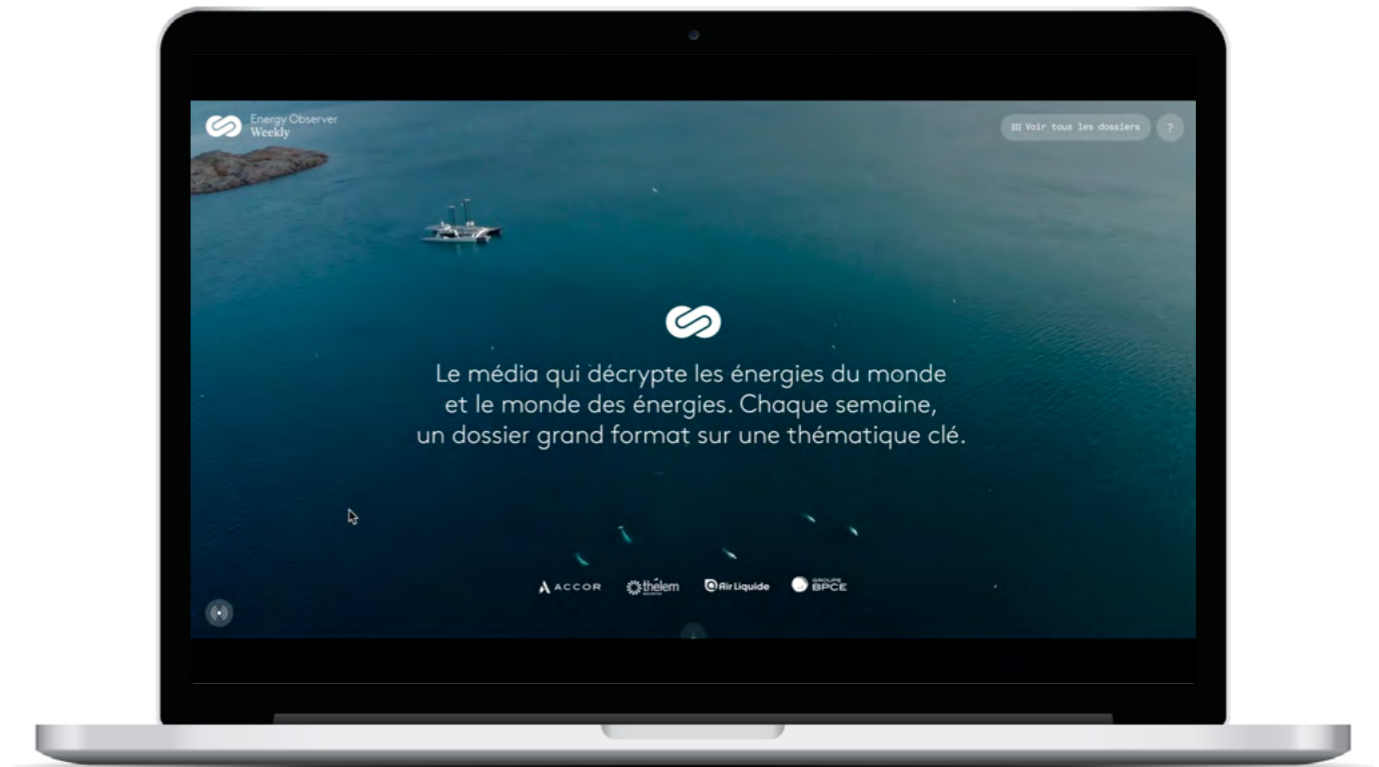 Energy Observer
Weekly
Voir tous les dossiers
?
Le média qui décrypte les énergies du monde
et le monde des énergies. Chaque semaine,
un dossier grand format sur une thématique clé.
ACCOR
thélem
Air Liquide
GROUPE
BPCE